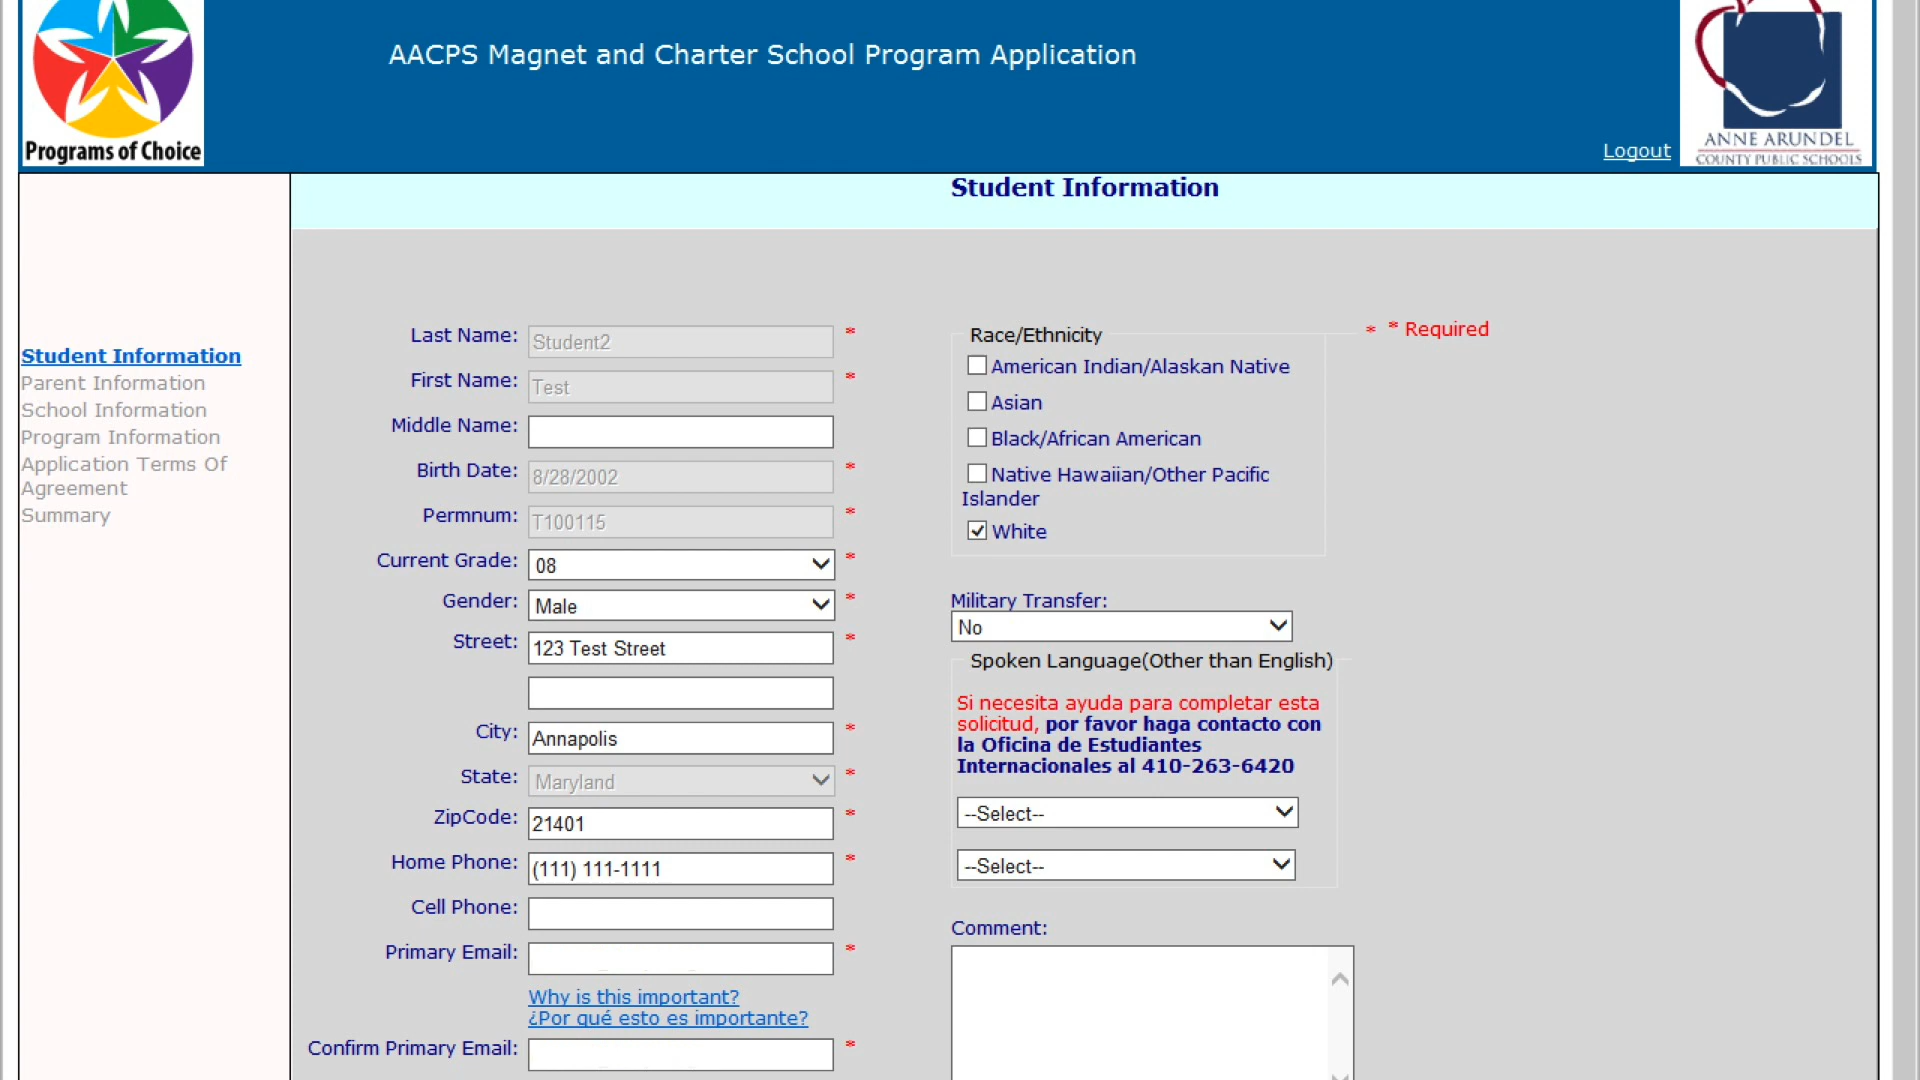 AACPS Magnet and Charter School Program Application
Programs of Choice
Logout
ANNE ARUNDEL
COUNTY PUBLIC SCHOOLS
Student Information
Student Information
Parent Information
School Information
Program Information
Application Terms Of
Agreement
Summary
Last Name: Student2 *
First Name: Test *
Middle Name:
Birth Date: 8/28/2002 *
Permnum: T100115 *
Current Grade: 08 *
Gender: Male *
Street: 123 Test Street *
City: Annapolis *
State: Maryland *
ZipCode: 21401 *
Home Phone: (111) 111-1111 *
Cell Phone:
Primary Email: *
Why is this important?
¿Por qué esto es importante?
Confirm Primary Email: *
Race/Ethnicity
* * Required
American Indian/Alaskan Native
Asian
Black/African American
Native Hawaiian/Other Pacific
Islander
White
Military Transfer:
No
Spoken Language(Other than English)
Si necesita ayuda para completar esta
solicitud, por favor haga contacto con
la Oficina de Estudiantes
Internacionales al 410-263-6420
--Select--
--Select--
Comment: